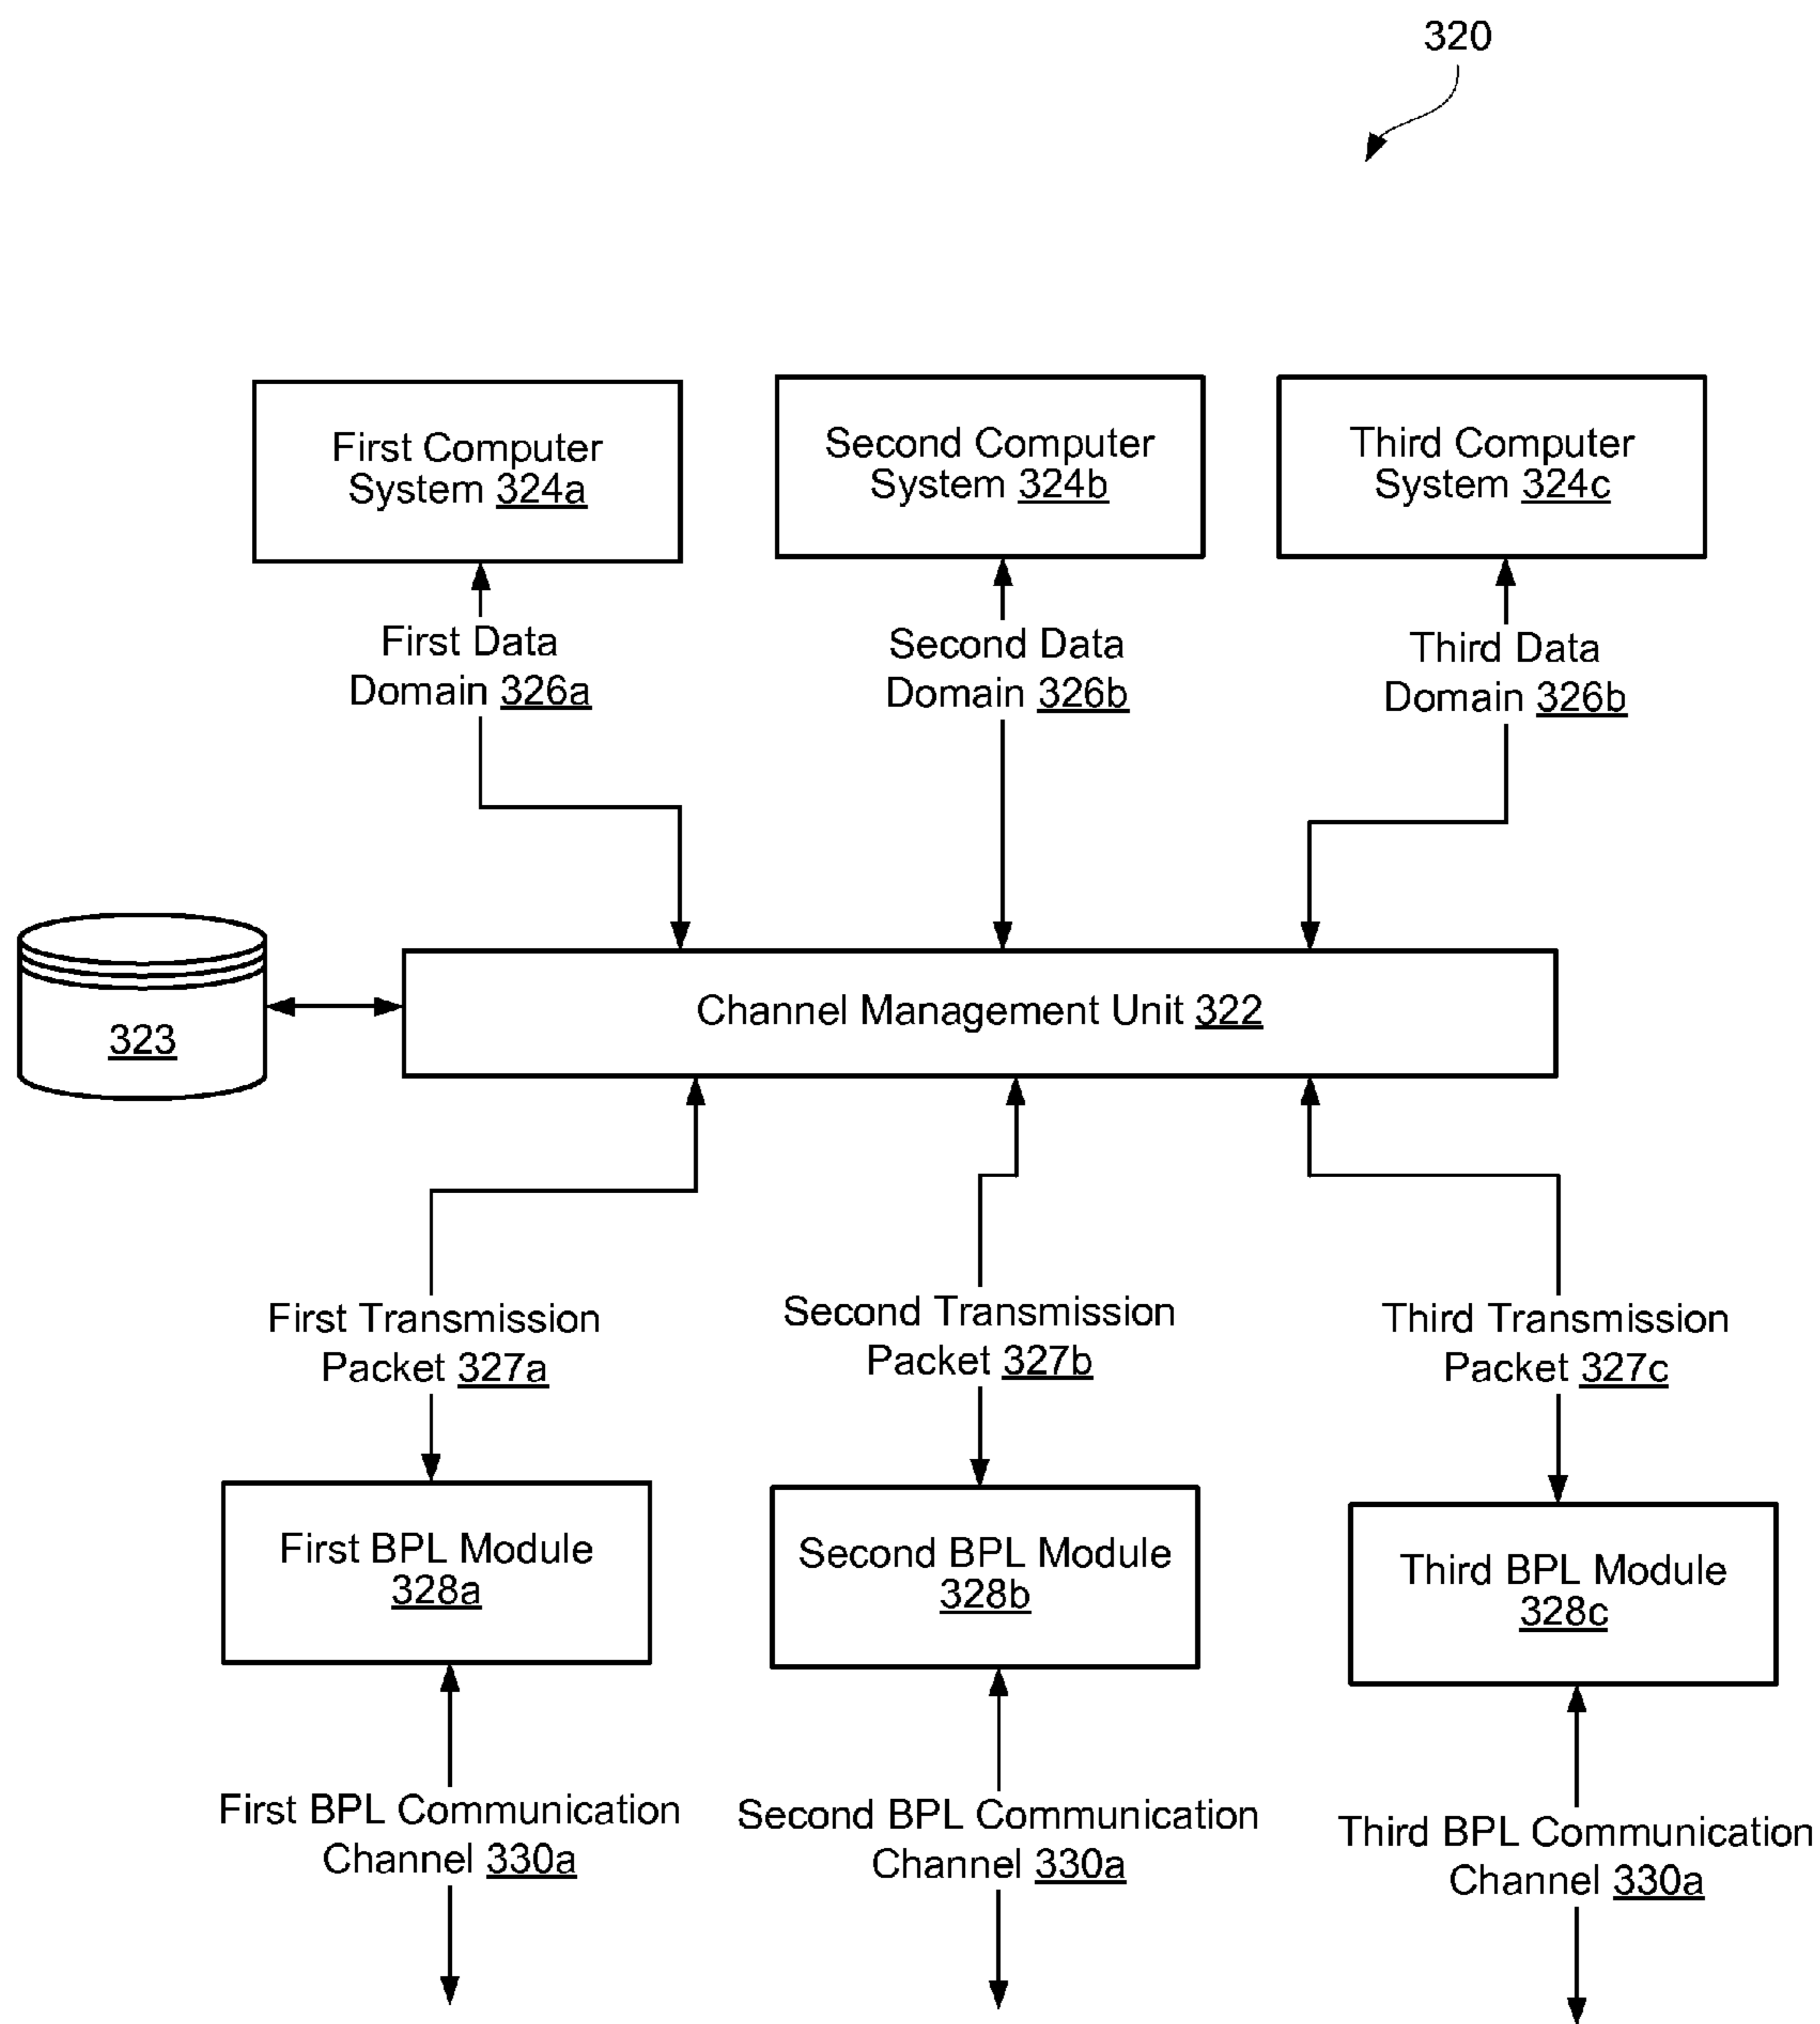 320
First Computer
System 324a
Second Computer
System 324b
Third Computer
System 324c
First Data
Domain 326a
Second Data
Domain 326b
Third Data
Domain 326b
323
Channel Management Unit 322
First Transmission
Packet 327a
Second Transmission
Packet 327b
Third Transmission
Packet 327c
First BPL Module
328a
Second BPL Module
328b
Third BPL Module
328c
First BPL Communication
Channel 330a
Second BPL Communication
Channel 330a
Third BPL Communication
Channel 330a